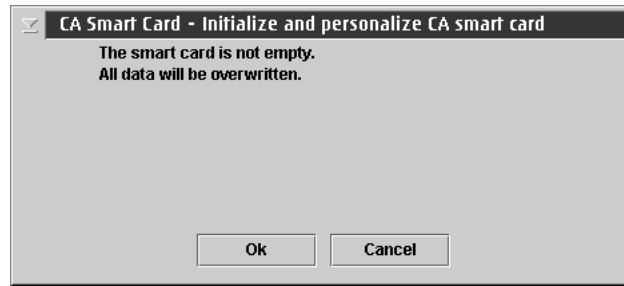 CA Smart Card - Initialize and personalize CA smart card
The smart card is not empty.
All data will be overwritten.
Ok Cancel